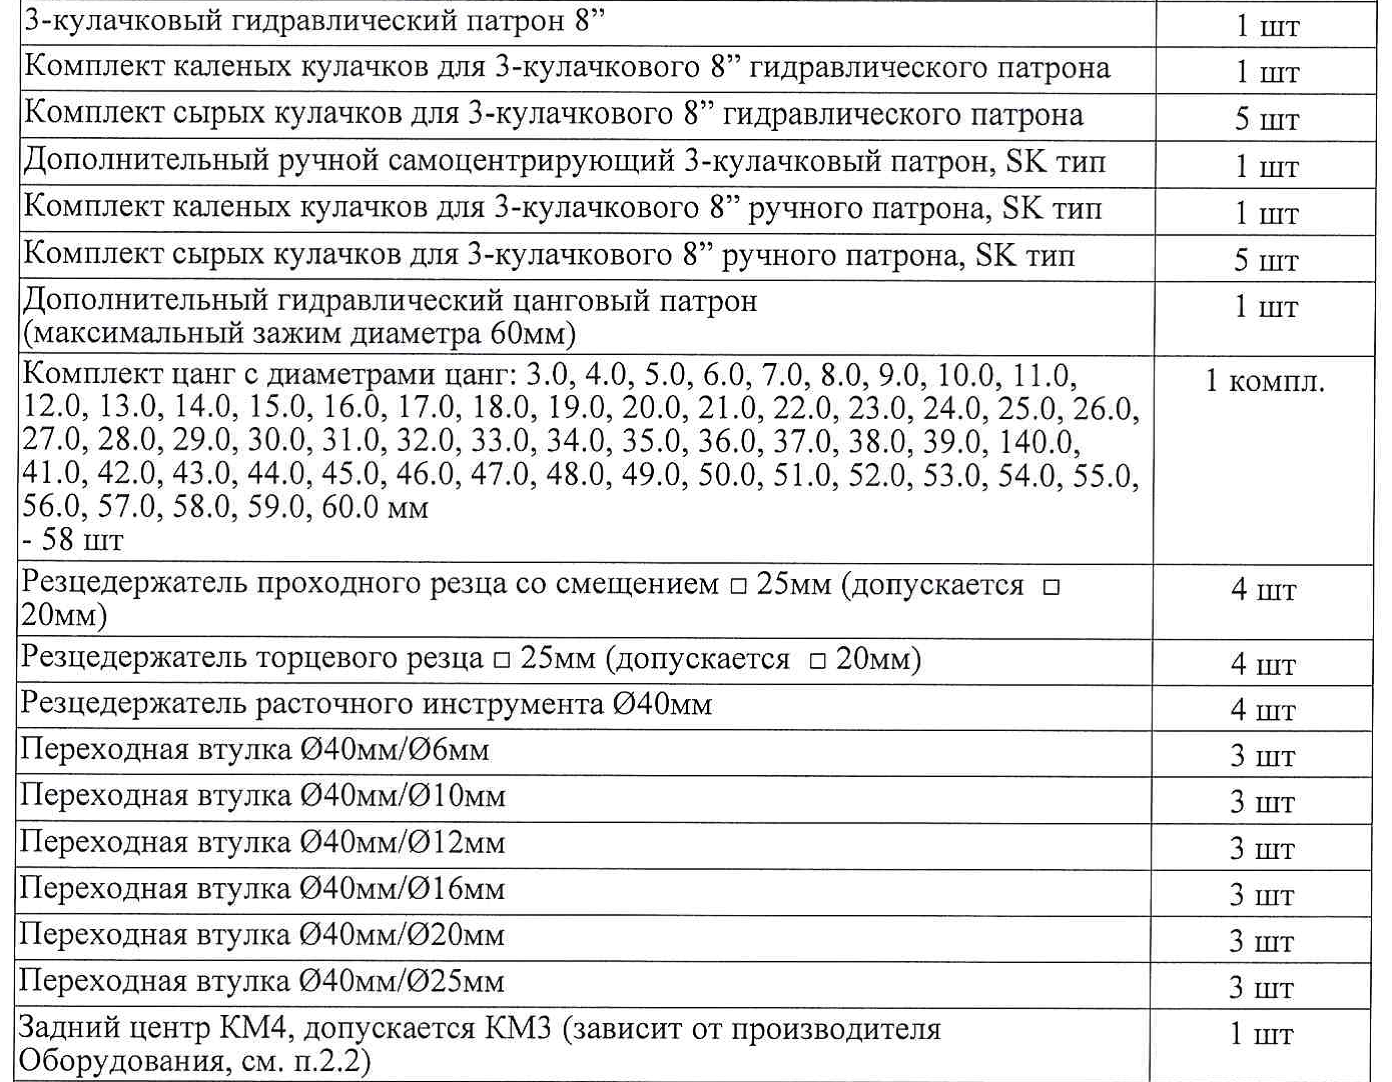 3-кулачковый гидравлический патрон 8”
1 шт
Комплект каленых кулачков для 3-кулачкового 8” гидравлического патрона
1 шт
Комплект сырых кулачков для 3-кулачкового 8” гидравлического патрона
5 шт
Дополнительный ручной самоцентрирующий 3-кулачковый патрон, SK тип
1 шт
Комплект каленых кулачков для 3-кулачкового 8” ручного патрона, SK тип
1 шт
Комплект сырых кулачков для 3-кулачкового 8” ручного патрона, SK тип
5 шт
Дополнительный гидравлический цанговый патрон
(максимальный зажим диаметра 60мм)
1 шт
Комплект цанг с диаметрами цанг: 3.0, 4.0, 5.0, 6.0, 7.0, 8.0, 9.0, 10.0, 11.0,
12.0, 13.0, 14.0, 15.0, 16.0, 17.0, 18.0, 19.0, 20.0, 21.0, 22.0, 23.0, 24.0, 25.0, 26.0,
27.0, 28.0, 29.0, 30.0, 31.0, 32.0, 33.0, 34.0, 35.0, 36.0, 37.0, 38.0, 39.0, 140.0,
41.0, 42.0, 43.0, 44.0, 45.0, 46.0, 47.0, 48.0, 49.0, 50.0, 51.0, 52.0, 53.0, 54.0, 55.0,
56.0, 57.0, 58.0, 59.0, 60.0 мм
- 58 шт
1 компл.
Резцедержатель проходного резца со смещением □ 25мм (допускается □
20мм)
4 шт
Резцедержатель торцевого резца □ 25мм (допускается □ 20мм)
4 шт
Резцедержатель расточного инструмента Ø40мм
4 шт
Переходная втулка Ø40мм/Ø6мм
3 шт
Переходная втулка Ø40мм/Ø10мм
3 шт
Переходная втулка Ø40мм/Ø12мм
3 шт
Переходная втулка Ø40мм/Ø16мм
3 шт
Переходная втулка Ø40мм/Ø20мм
3 шт
Переходная втулка Ø40мм/Ø25мм
3 шт
Задний центр КМ4, допускается КМ3 (зависит от производителя
Оборудования, см. п.2.2)
1 шт